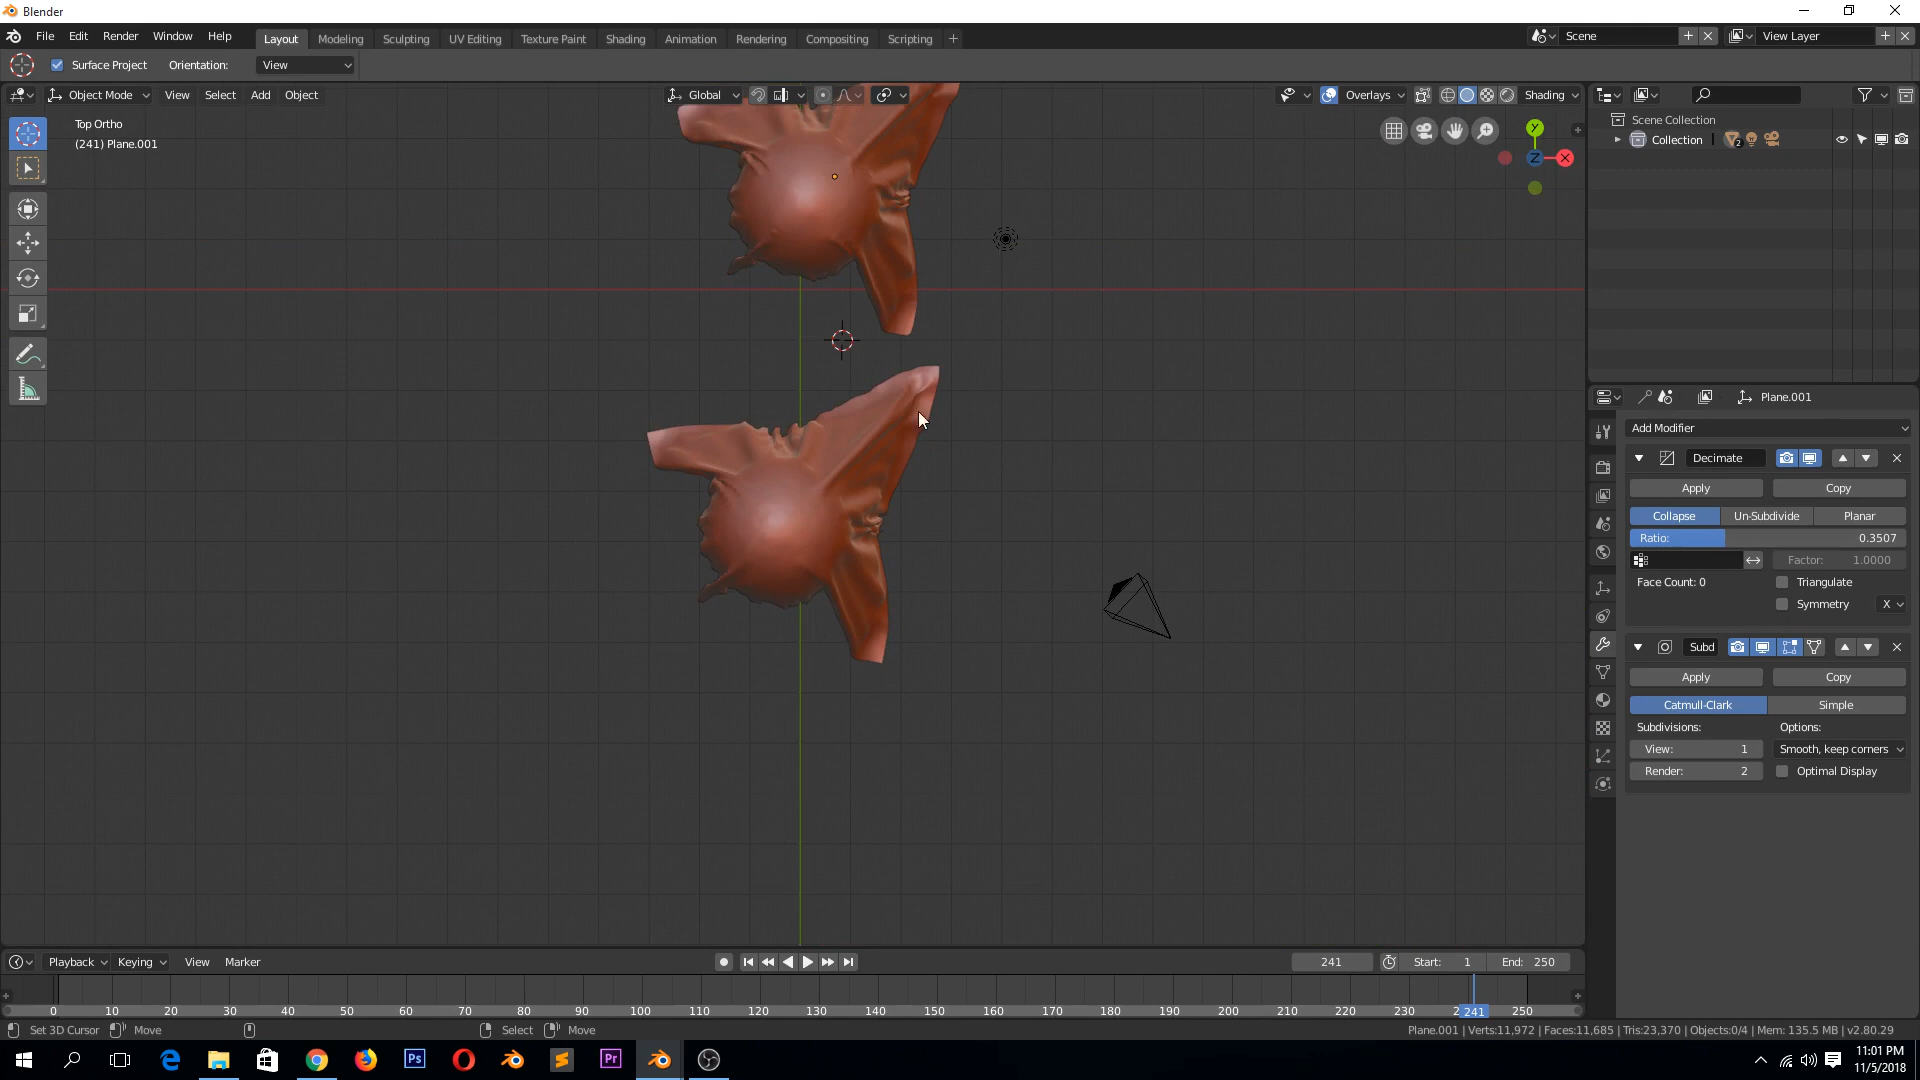 Blender
File Edit Render Window Help Layout Modeling Sculpting UV Editing Texture Paint Shading Animation Rendering Compositing Scripting Scene View Layer
Surface Project Orientation: View
Object Mode View Select Add Object Global Overlays Shading
Top Ortho
(241) Plane.001
Y
Z
X
Scene Collection
Collection 2
Plane.001
Add Modifier
Decimate
Apply Copy
Collapse Un-Subdivide Planar
Ratio: 0.3507
Factor: 1.0000
Face Count: 0 Triangulate
Symmetry X
Subd
Apply Copy
Catmull-Clark Simple
Subdivisions: Options:
View: 1 Smooth, keep corners
Render: 2 Optimal Display
Playback Keying View Marker 241 Start: 1 End: 250
0 10 20 30 40 50 60 70 80 90 100 110 120 130 140 150 160 170 180 190 200 210 220 230 241 250
Set 3D Cursor Move Select Move Plane.001 | Verts:11,972 | Faces:11,685 | Tris:23,370 | Objects:0/4 | Mem: 135.5 MB | v2.80.29
Ps Pr
11:01 PM
11/5/2018